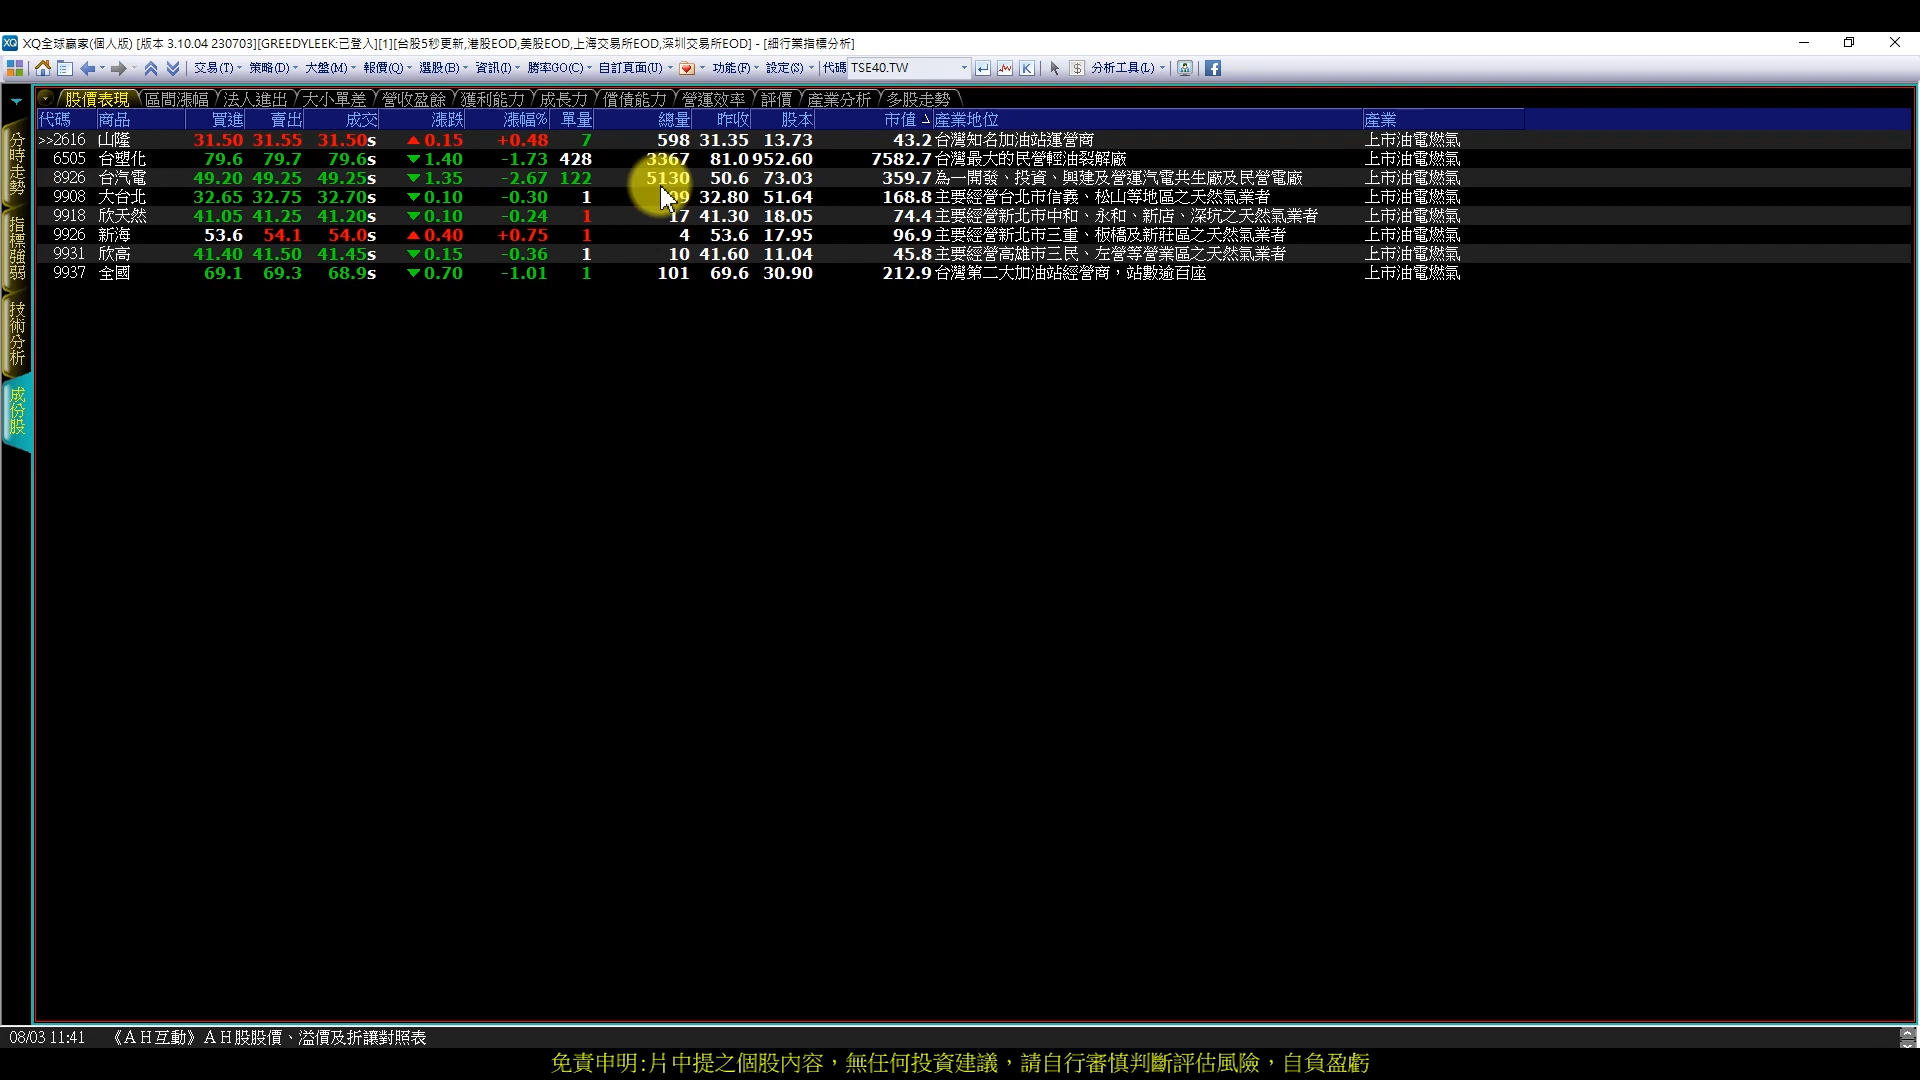 XQ全球贏家(個人版) [版本 3.10.04 230703][GREEDYLEEK:已登入][1][台股5秒更新,港股EOD,美股EOD,上海交易所EOD,深圳交易所EOD] - [細行業指標分析]
交易(T) 策略(D) 大盤(M) 報價(Q) 選股(B) 資訊(I) 勝率GO(C) 自訂頁面(U) 功能(F) 設定(S) 代碼 TSE40.TW K $ 分析工具(L)
股價表現 區間漲幅 法人進出 大小單差 營收盈餘 獲利能力 成長力 償債能力 營運效率 評價 產業分析 多股走勢
代碼 商品 買進 賣出 成交 漲跌 漲幅% 單量 總量 昨收 股本 市值 產業地位 產業
>>2616 山隆 31.50 31.55 31.50s ▲0.15 +0.48 7 598 31.35 13.73 43.2 台灣知名加油站運營商 上市油電燃氣
6505 台塑化 79.6 79.7 79.6s ▼1.40 -1.73 428 3367 81.0 952.60 7582.7 台灣最大的民營輕油裂解廠 上市油電燃氣
8926 台汽電 49.20 49.25 49.25s ▼1.35 -2.67 122 5130 50.6 73.03 359.7 為一開發、投資、興建及營運汽電共生廠及民營電廠 上市油電燃氣
9908 大台北 32.65 32.75 32.70s ▼0.10 -0.30 1 32.80 51.64 168.8 主要經營台北市信義、松山等地區之天然氣業者 上市油電燃氣
9918 欣天然 41.05 41.25 41.20s ▼0.10 -0.24 1 17 41.30 18.05 74.4 主要經營新北市中和、永和、新店、深坑之天然氣業者 上市油電燃氣
9926 新海 53.6 54.1 54.0s ▲0.40 +0.75 1 4 53.6 17.95 96.9 主要經營新北市三重、板橋及新莊區之天然氣業者 上市油電燃氣
9931 欣高 41.40 41.50 41.45s ▼0.15 -0.36 1 10 41.60 11.04 45.8 主要經營高雄市三民、左營等營業區之天然氣業者 上市油電燃氣
9937 全國 69.1 69.3 68.9s ▼0.70 -1.01 1 101 69.6 30.90 212.9 台灣第二大加油站經營商，站數逾百座 上市油電燃氣
分時走勢
指標強弱
技術分析
成份股
08/03 11:41 《ＡＨ互動》ＡＨ股股價、溢價及折讓對照表
免責申明:片中提之個股內容，無任何投資建議，請自行審慎判斷評估風險，自負盈虧